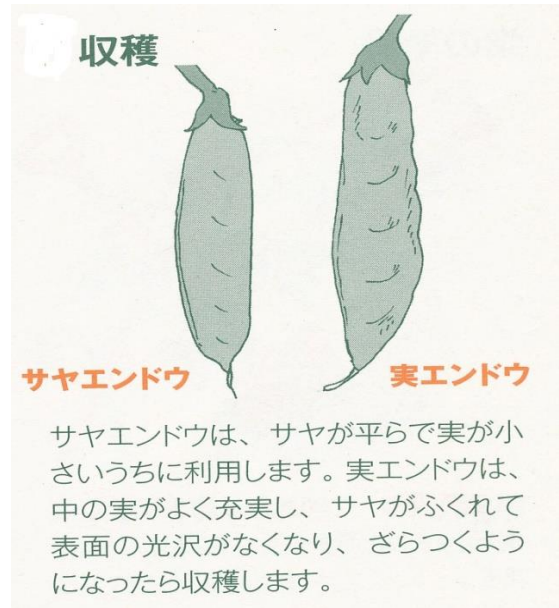 収穫
サヤエンドウ
実エンドウ
サヤエンドウは、サヤが平らで実が小
さいうちに利用します。実エンドウは、
中の実がよく充実し、サヤがふくれて
表面の光沢がなくなり、ざらつくよう
になったら収穫します。